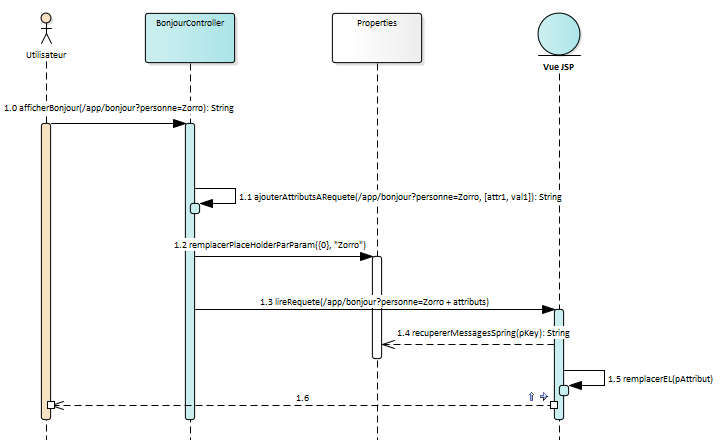 BonjourController
Properties
Utilisateur
Vue JSP
1.0 afficherBonjour(/app/bonjour?personne=Zorro): String
1.1 ajouterAttributsARequete(/app/bonjour?personne=Zorro, [attr1, val1]): String
1.2 remplacerPlaceHolderParParam({0}, "Zorro")
1.3 lireRequete(/app/bonjour?personne=Zorro + attributs)
1.4 recupererMessagesSpring(pKey): String
1.5 remplacerEL(pAttribut)
1.6